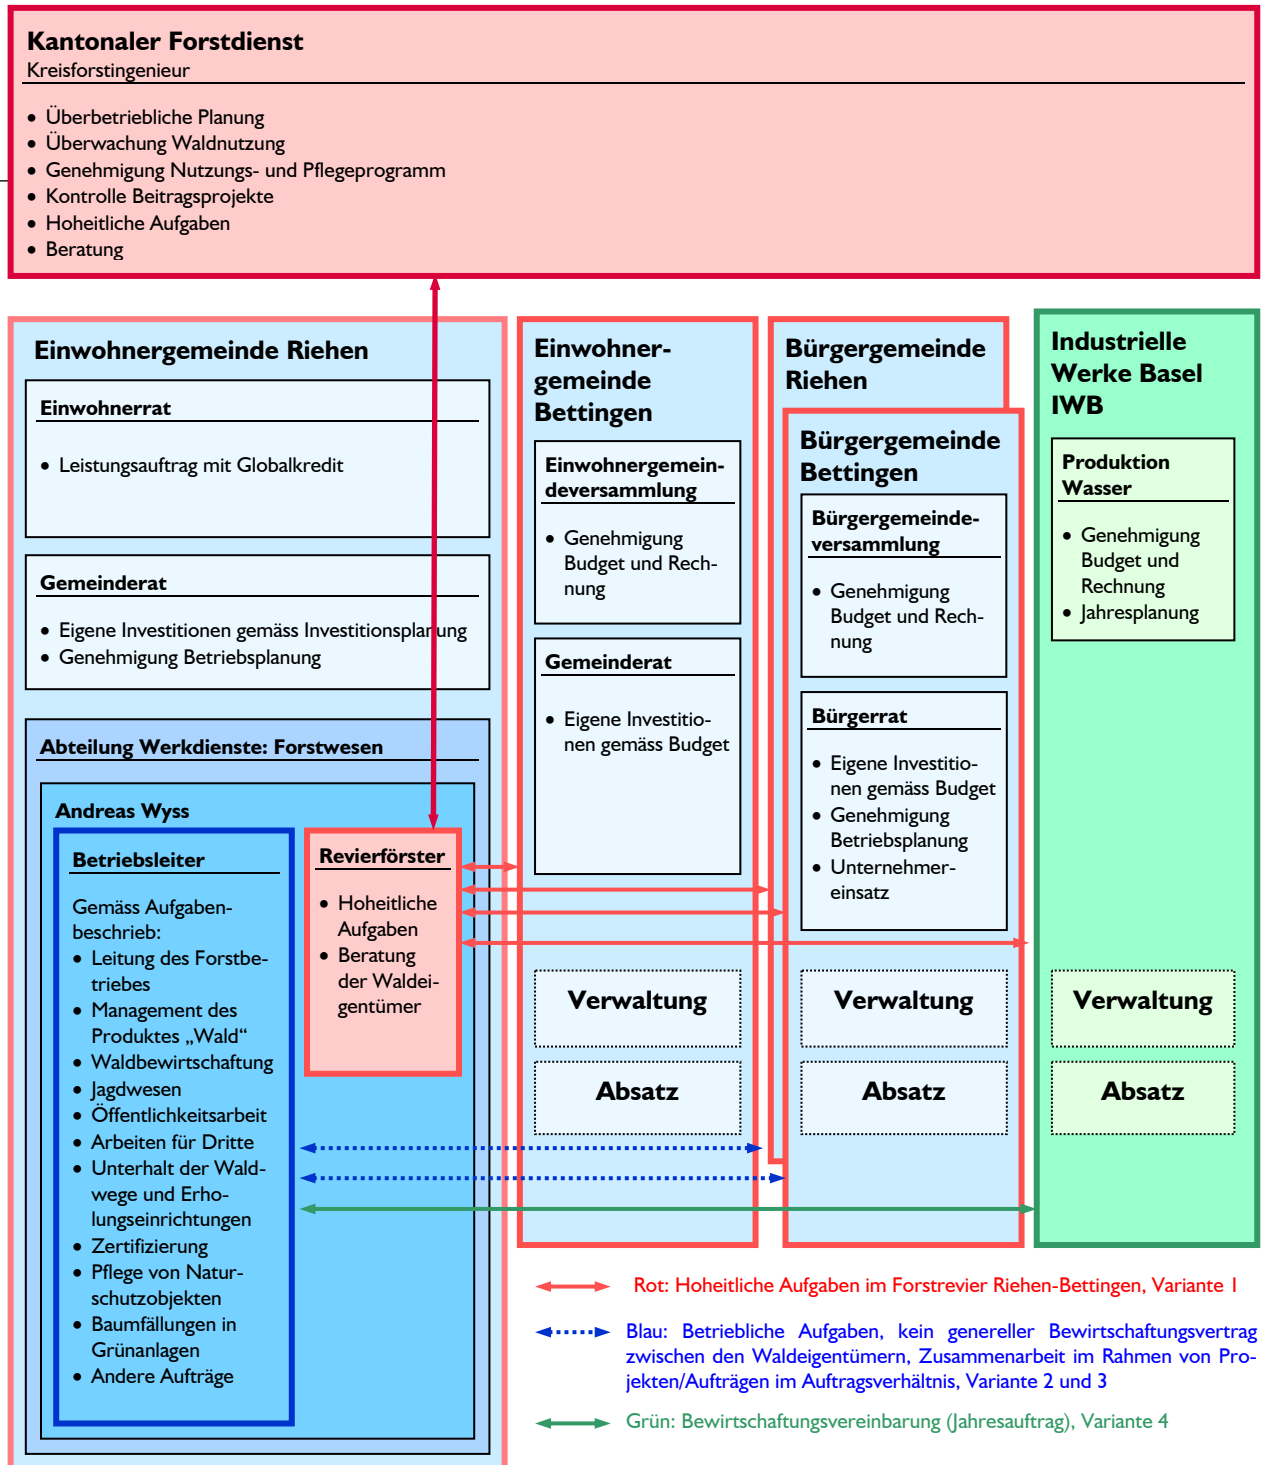 Kantonaler Forstdienst
Kreisforstingenieur
• Überbetriebliche Planung
• Überwachung Waldnutzung
• Genehmigung Nutzungs- und Pflegeprogramm
• Kontrolle Beitragsprojekte
• Hoheitliche Aufgaben
• Beratung
Einwohnergemeinde Riehen
Einwohnerrat
• Leistungsauftrag mit Globalkredit
Gemeinderat
• Eigene Investitionen gemäss Investitionsplanung
• Genehmigung Betriebsplanung
Abteilung Werkdienste: Forstwesen
Andreas Wyss
Betriebsleiter
Gemäss Aufgaben-
beschrieb:
• Leitung des Forstbe-
triebes
• Management des
Produktes „Wald“
• Waldbewirtschaftung
• Jagdwesen
• Öffentlichkeitsarbeit
• Arbeiten für Dritte
• Unterhalt der Wald-
wege und Erho-
lungseinrichtungen
• Zertifizierung
• Pflege von Natur-
schutzobjekten
• Baumfällungen in
Grünanlagen
• Andere Aufträge
Revierförster
• Hoheitliche
Aufgaben
• Beratung
der Waldei-
gentümer
Einwohner-
gemeinde
Bettingen
Einwohnergemein-
deversammlung
• Genehmigung
Budget und Rech-
nung
Gemeinderat
• Eigene Investitio-
nen gemäss Budget
Verwaltung
Absatz
Bürgergemeinde
Riehen
Bürgergemeinde
Bettingen
Bürgergemeinde-
versammlung
• Genehmigung
Budget und Rech-
nung
Bürgerrat
• Eigene Investitio-
nen gemäss Budget
• Genehmigung
Betriebsplanung
• Unternehmer-
einsatz
Verwaltung
Absatz
Industrielle
Werke Basel
IWB
Produktion
Wasser
• Genehmigung
Budget und
Rechnung
• Jahresplanung
Verwaltung
Absatz
Rot: Hoheitliche Aufgaben im Forstrevier Riehen-Bettingen, Variante 1
Blau: Betriebliche Aufgaben, kein genereller Bewirtschaftungsvertrag
zwischen den Waldeigentümern, Zusammenarbeit im Rahmen von Pro-
jekten/Aufträgen im Auftragsverhältnis, Variante 2 und 3
Grün: Bewirtschaftungsvereinbarung (Jahresauftrag), Variante 4